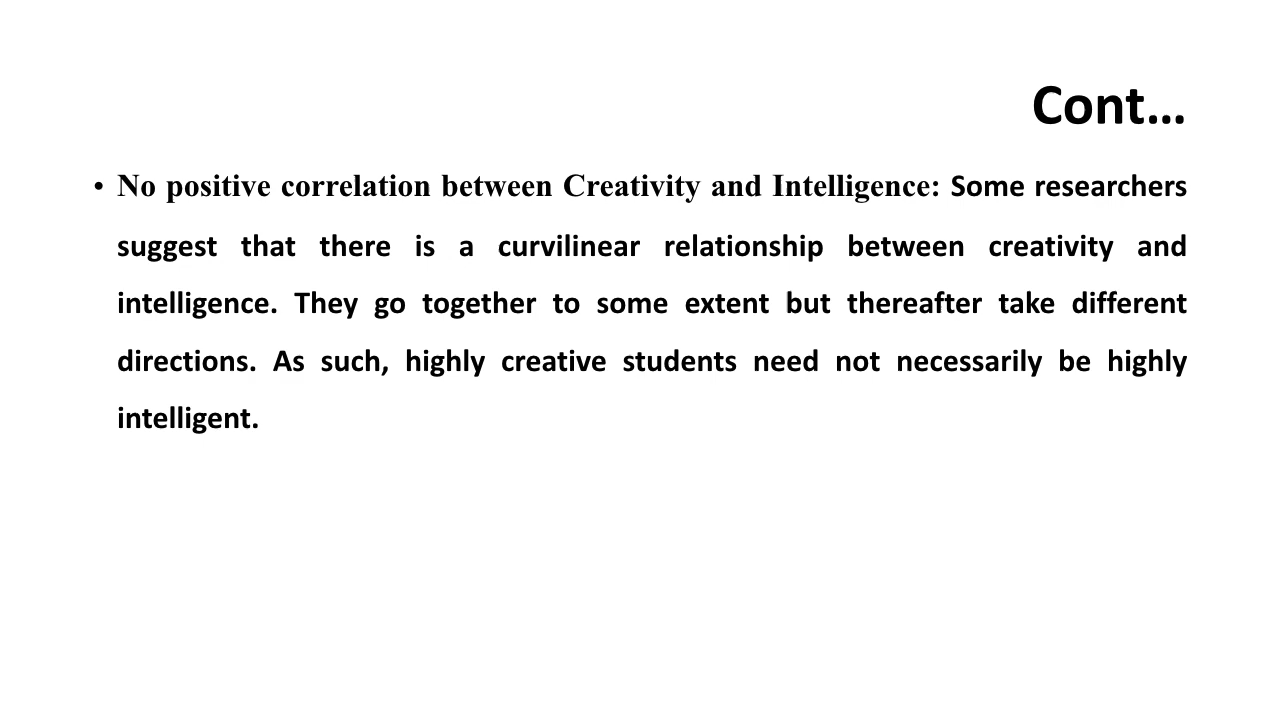 Cont…
• No positive correlation between Creativity and Intelligence: Some researchers
suggest that there is a curvilinear relationship between creativity and
intelligence. They go together to some extent but thereafter take different
directions. As such, highly creative students need not necessarily be highly
intelligent.